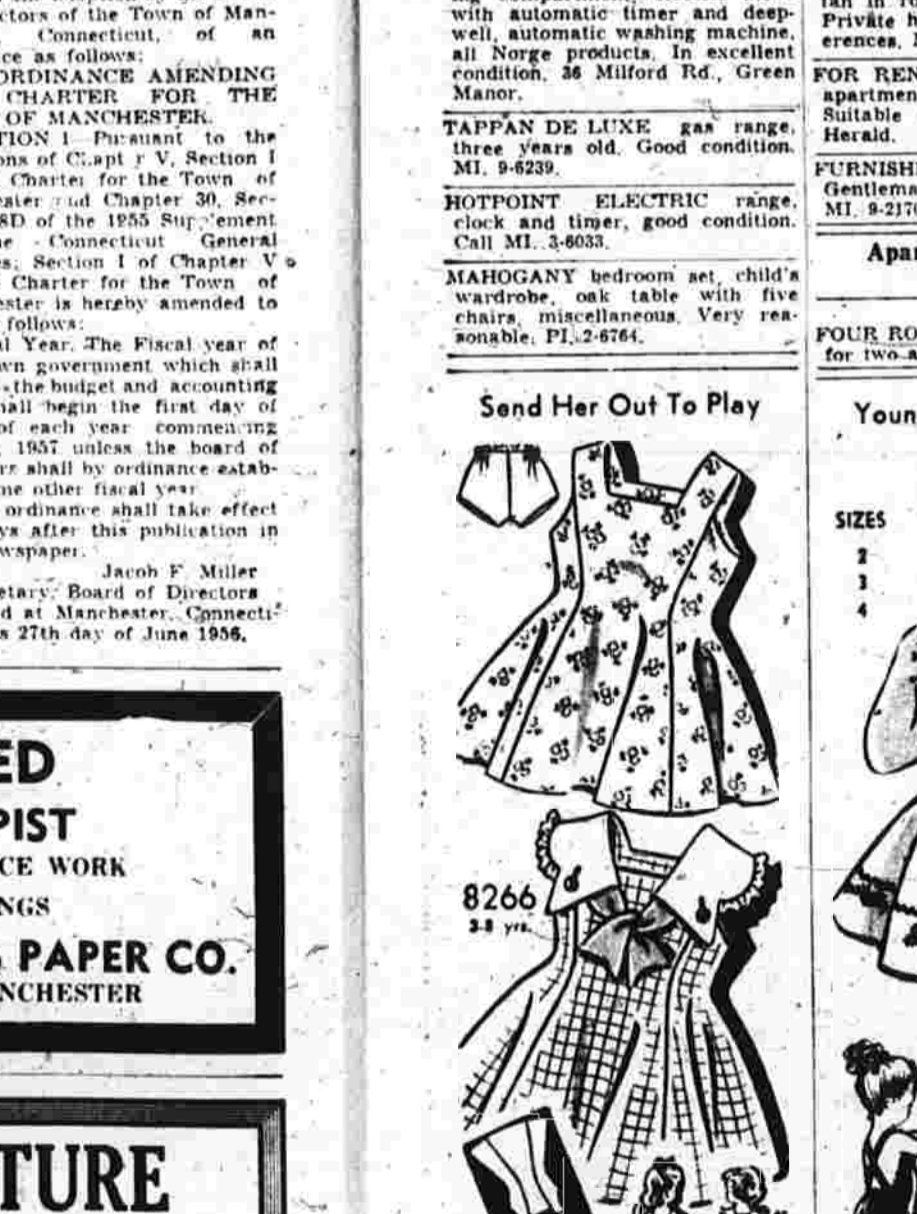 ctors of the Town of Man-
Connecticut, of an
ce as follows:
ORDINANCE AMENDING
CHARTER FOR THE
OF MANCHESTER.
TION I Pursuant to the
ons of Chapt r V, Section I
Charter for the Town of
ester and Chapter 30, Sec-
8D of the 1955 Supplement
e Connecticut General
s; Section I of Chapter V
Charter for the Town of
ester is hereby amended to
follows:
al Year. The Fiscal year of
wn government which shall
the budget and accounting
hall begin the first day of
of each year commencing
1957 unless the board of
rs shall by ordinance estab-
me other fiscal year.
ordinance shall take effect
ys after this publication in
wspaper.
Jacob F. Miller
etary, Board of Directors
d at Manchester, Connecti-
s 27th day of June 1956.
ED
PIST
CE WORK
NGS
PAPER CO.
NCHESTER
TURE
with automatic timer and deep-
well, automatic washing machine,
all Norge products. In excellent
condition. 36 Milford Rd., Green
Manor.
TAPPAN DE LUXE gas range,
three years old. Good condition.
MI. 9-6239.
HOTPOINT ELECTRIC range,
clock and timer, good condition.
Call MI. 3-6033.
MAHOGANY bedroom set, child's
wardrobe, oak table with five
chairs, miscellaneous. Very rea-
sonable. PI. 2-6764.
Send Her Out To Play
8266
3-8 yrs.
Private
erences.
FOR REN
apartmen
Suitable
Herald.
FURNISH
Gentlema
MI. 9-217
Apar
FOUR RO
for two a
Youn
SIZES
2
3
4